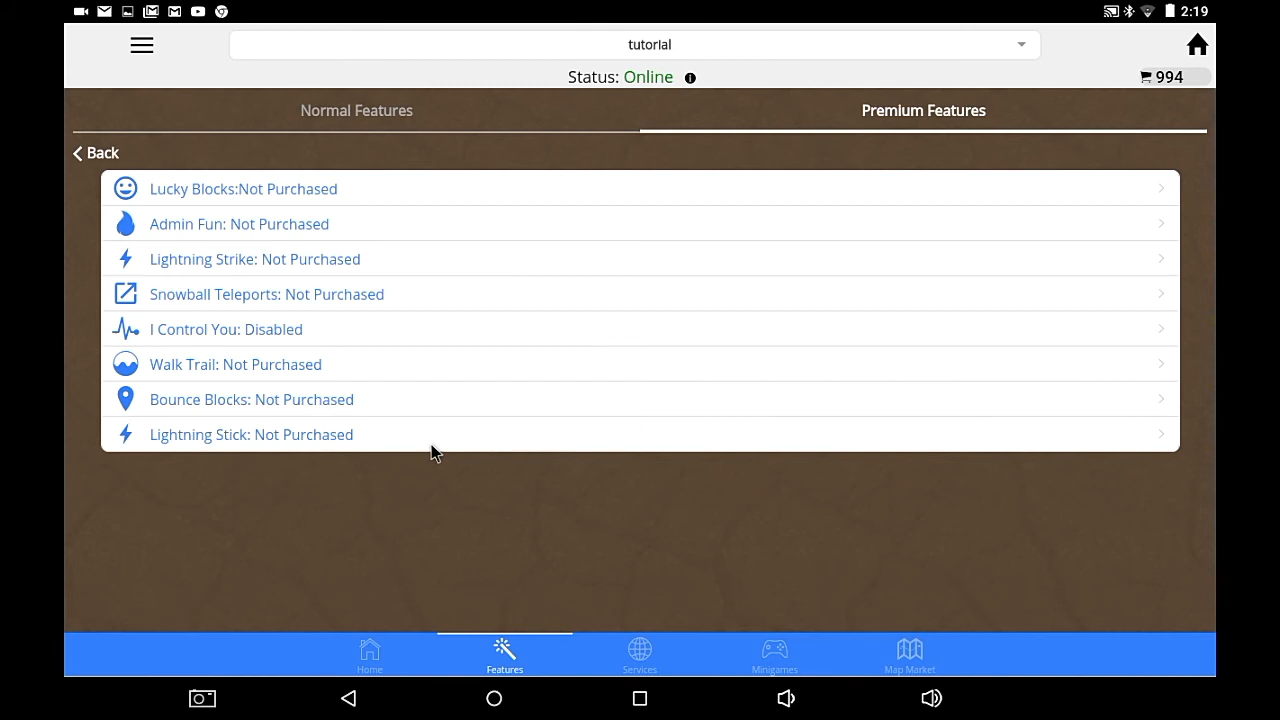 2:19
tutorial
Status: Online
994
Normal Features
Premium Features
Back
Lucky Blocks:Not Purchased
Admin Fun: Not Purchased
Lightning Strike: Not Purchased
Snowball Teleports: Not Purchased
I Control You: Disabled
Walk Trail: Not Purchased
Bounce Blocks: Not Purchased
Lightning Stick: Not Purchased
Home
Features
Services
Minigames
Map Market